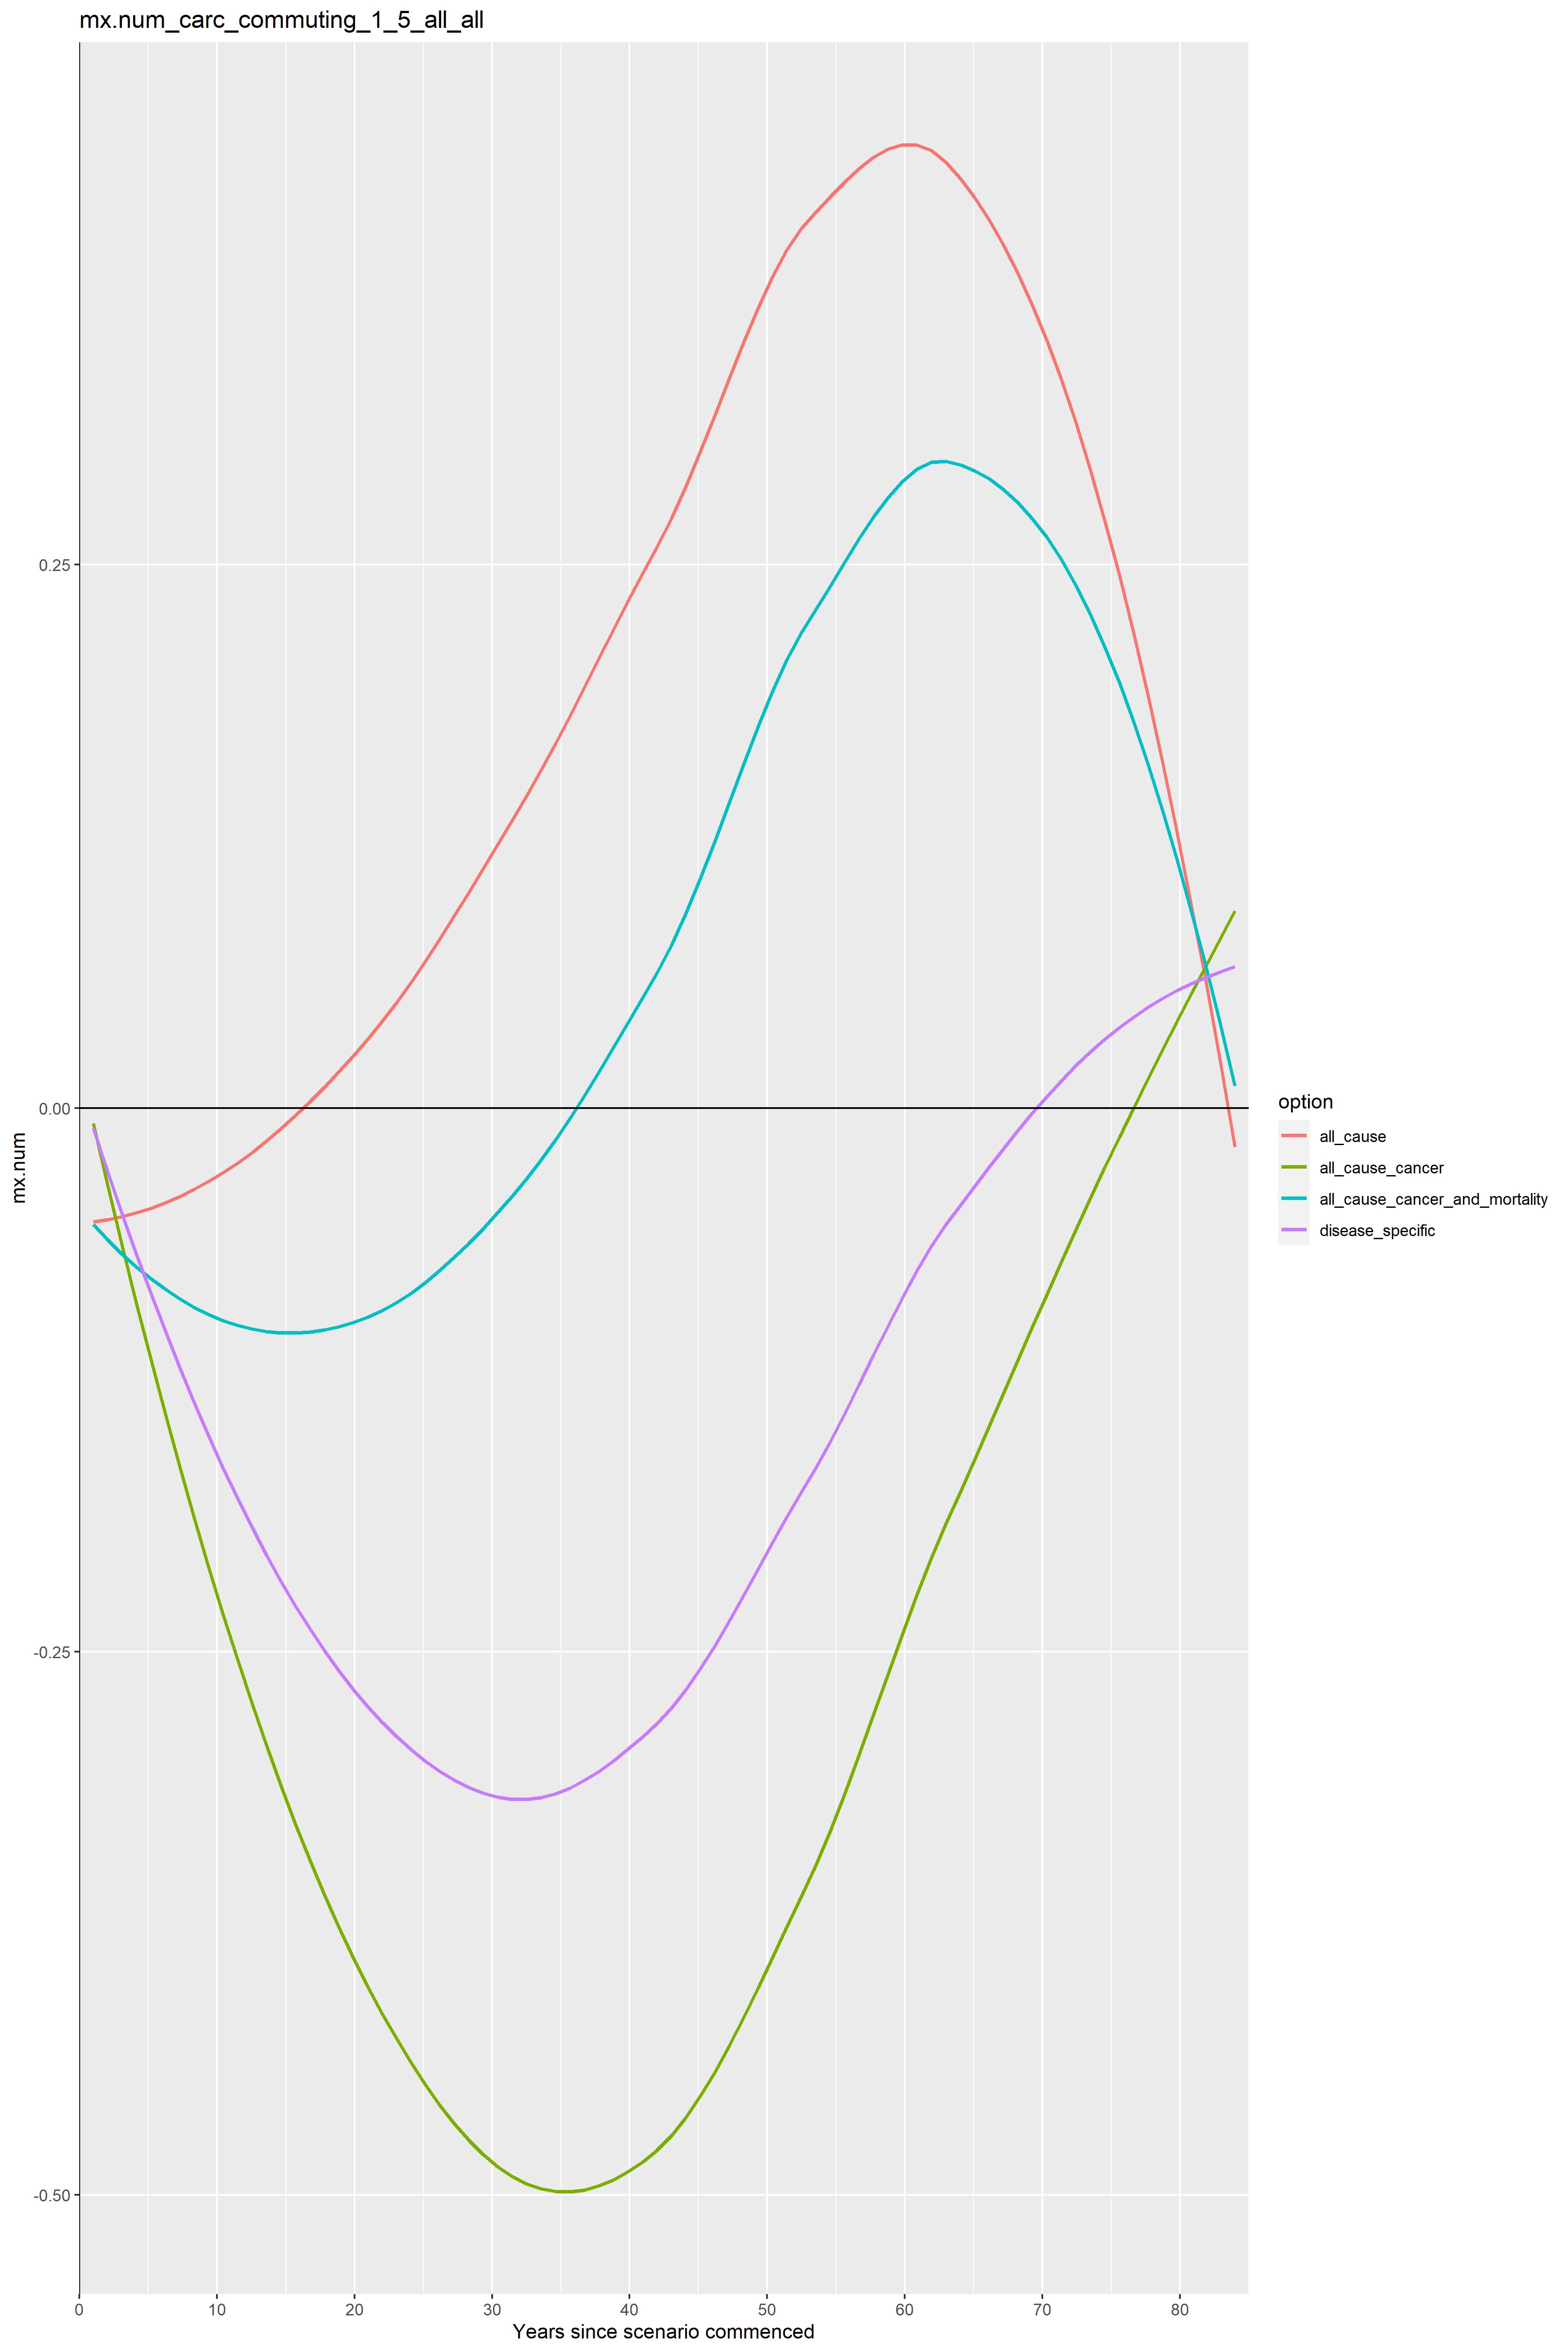 mx.num_carc_commuting_1_5_all_all
mx.num
0.25
0.00
-0.25
-0.50
0 10 20 30 40 50 60 70 80
Years since scenario commenced
option
all_cause
all_cause_cancer
all_cause_cancer_and_mortality
disease_specific